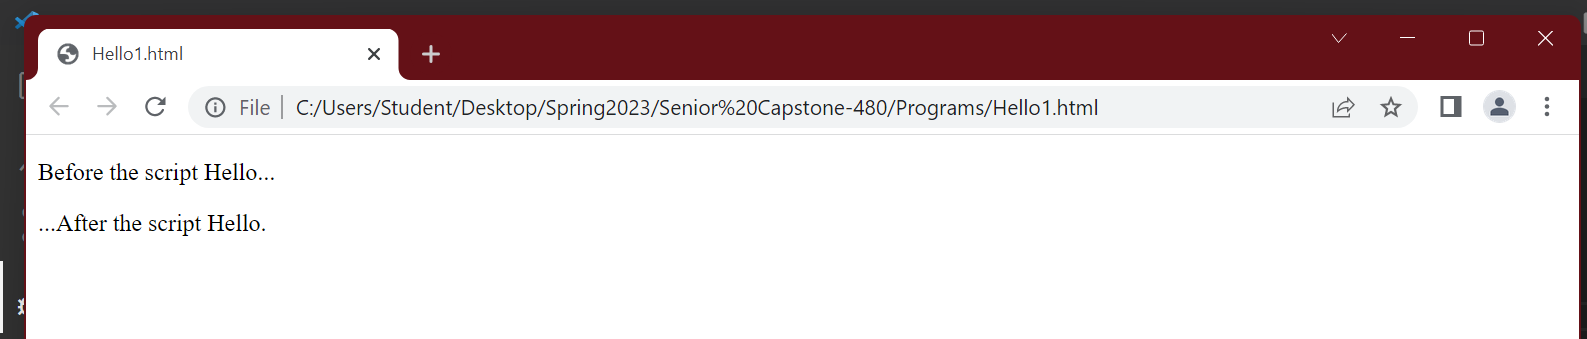 Hello1.html
File | C:/Users/Student/Desktop/Spring2023/Senior%20Capstone-480/Programs/Hello1.html
Before the script Hello...
...After the script Hello.